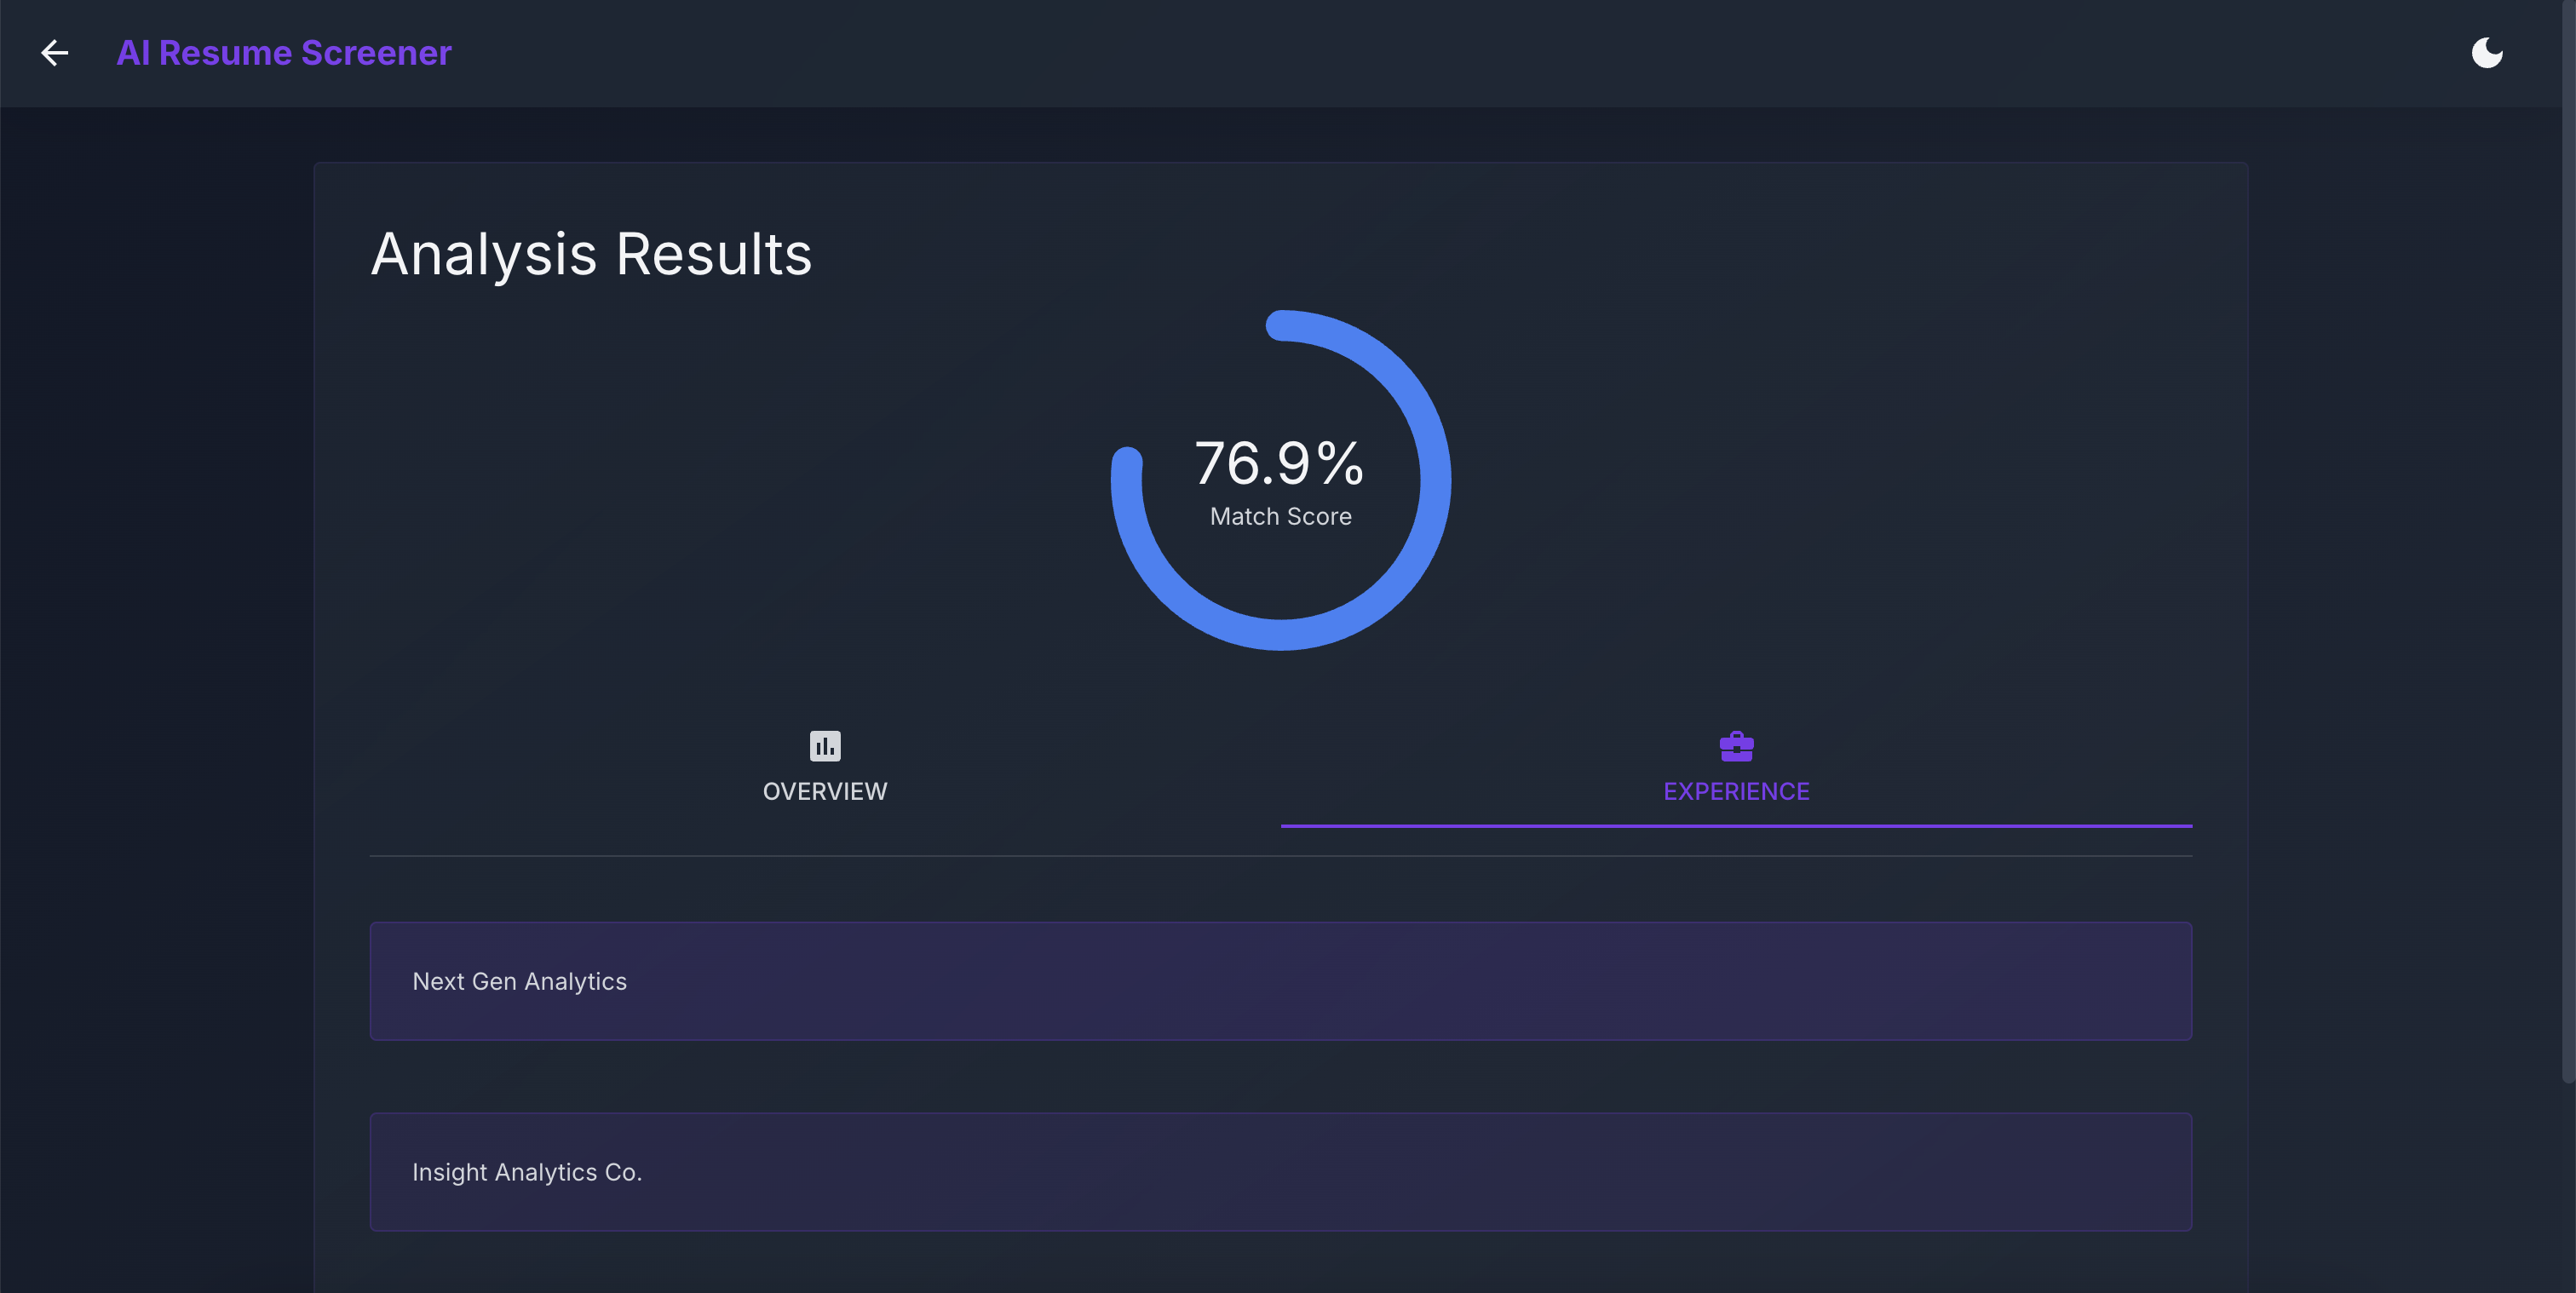 AI Resume Screener
Analysis Results
76.9%
Match Score
OVERVIEW
EXPERIENCE
Next Gen Analytics
Insight Analytics Co.